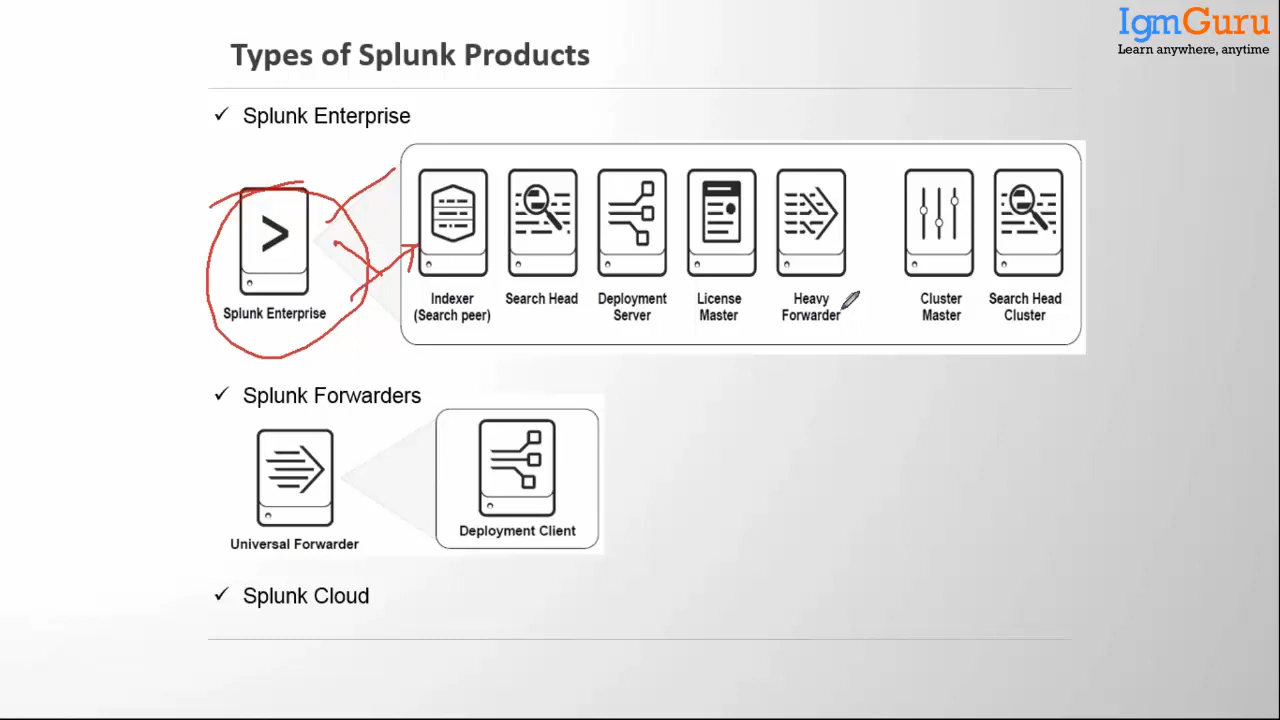 IgmGuru
Learn anywhere, anytime
Types of Splunk Products
✓ Splunk Enterprise
>
Splunk Enterprise
Indexer
(Search peer)
Search Head
Deployment
Server
License
Master
Heavy
Forwarder
Cluster
Master
Search Head
Cluster
✓ Splunk Forwarders
Universal Forwarder
Deployment Client
✓ Splunk Cloud